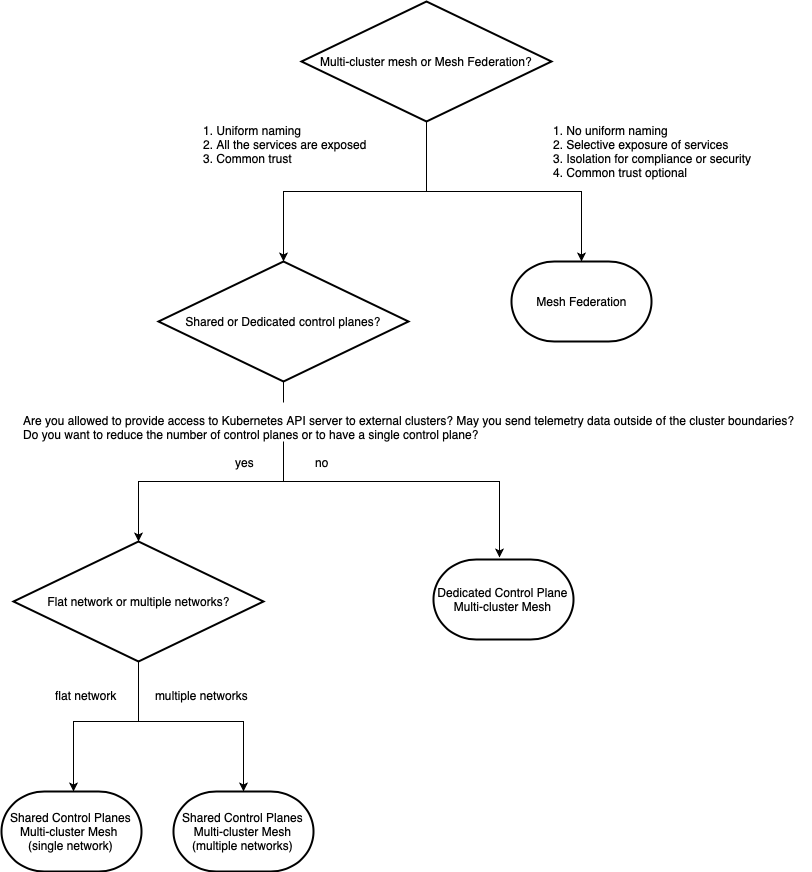 Multi-cluster mesh or Mesh Federation?
1. Uniform naming
2. All the services are exposed
3. Common trust
1. No uniform naming
2. Selective exposure of services
3. Isolation for compliance or security
4. Common trust optional
Shared or Dedicated control planes?
Mesh Federation
Are you allowed to provide access to Kubernetes API server to external clusters? May you send telemetry data outside of the cluster boundaries?
Do you want to reduce the number of control planes or to have a single control plane?
yes
no
Flat network or multiple networks?
Dedicated Control Plane
Multi-cluster Mesh
flat network
multiple networks
Shared Control Planes
Multi-cluster Mesh
(single network)
Shared Control Planes
Multi-cluster Mesh
(multiple networks)